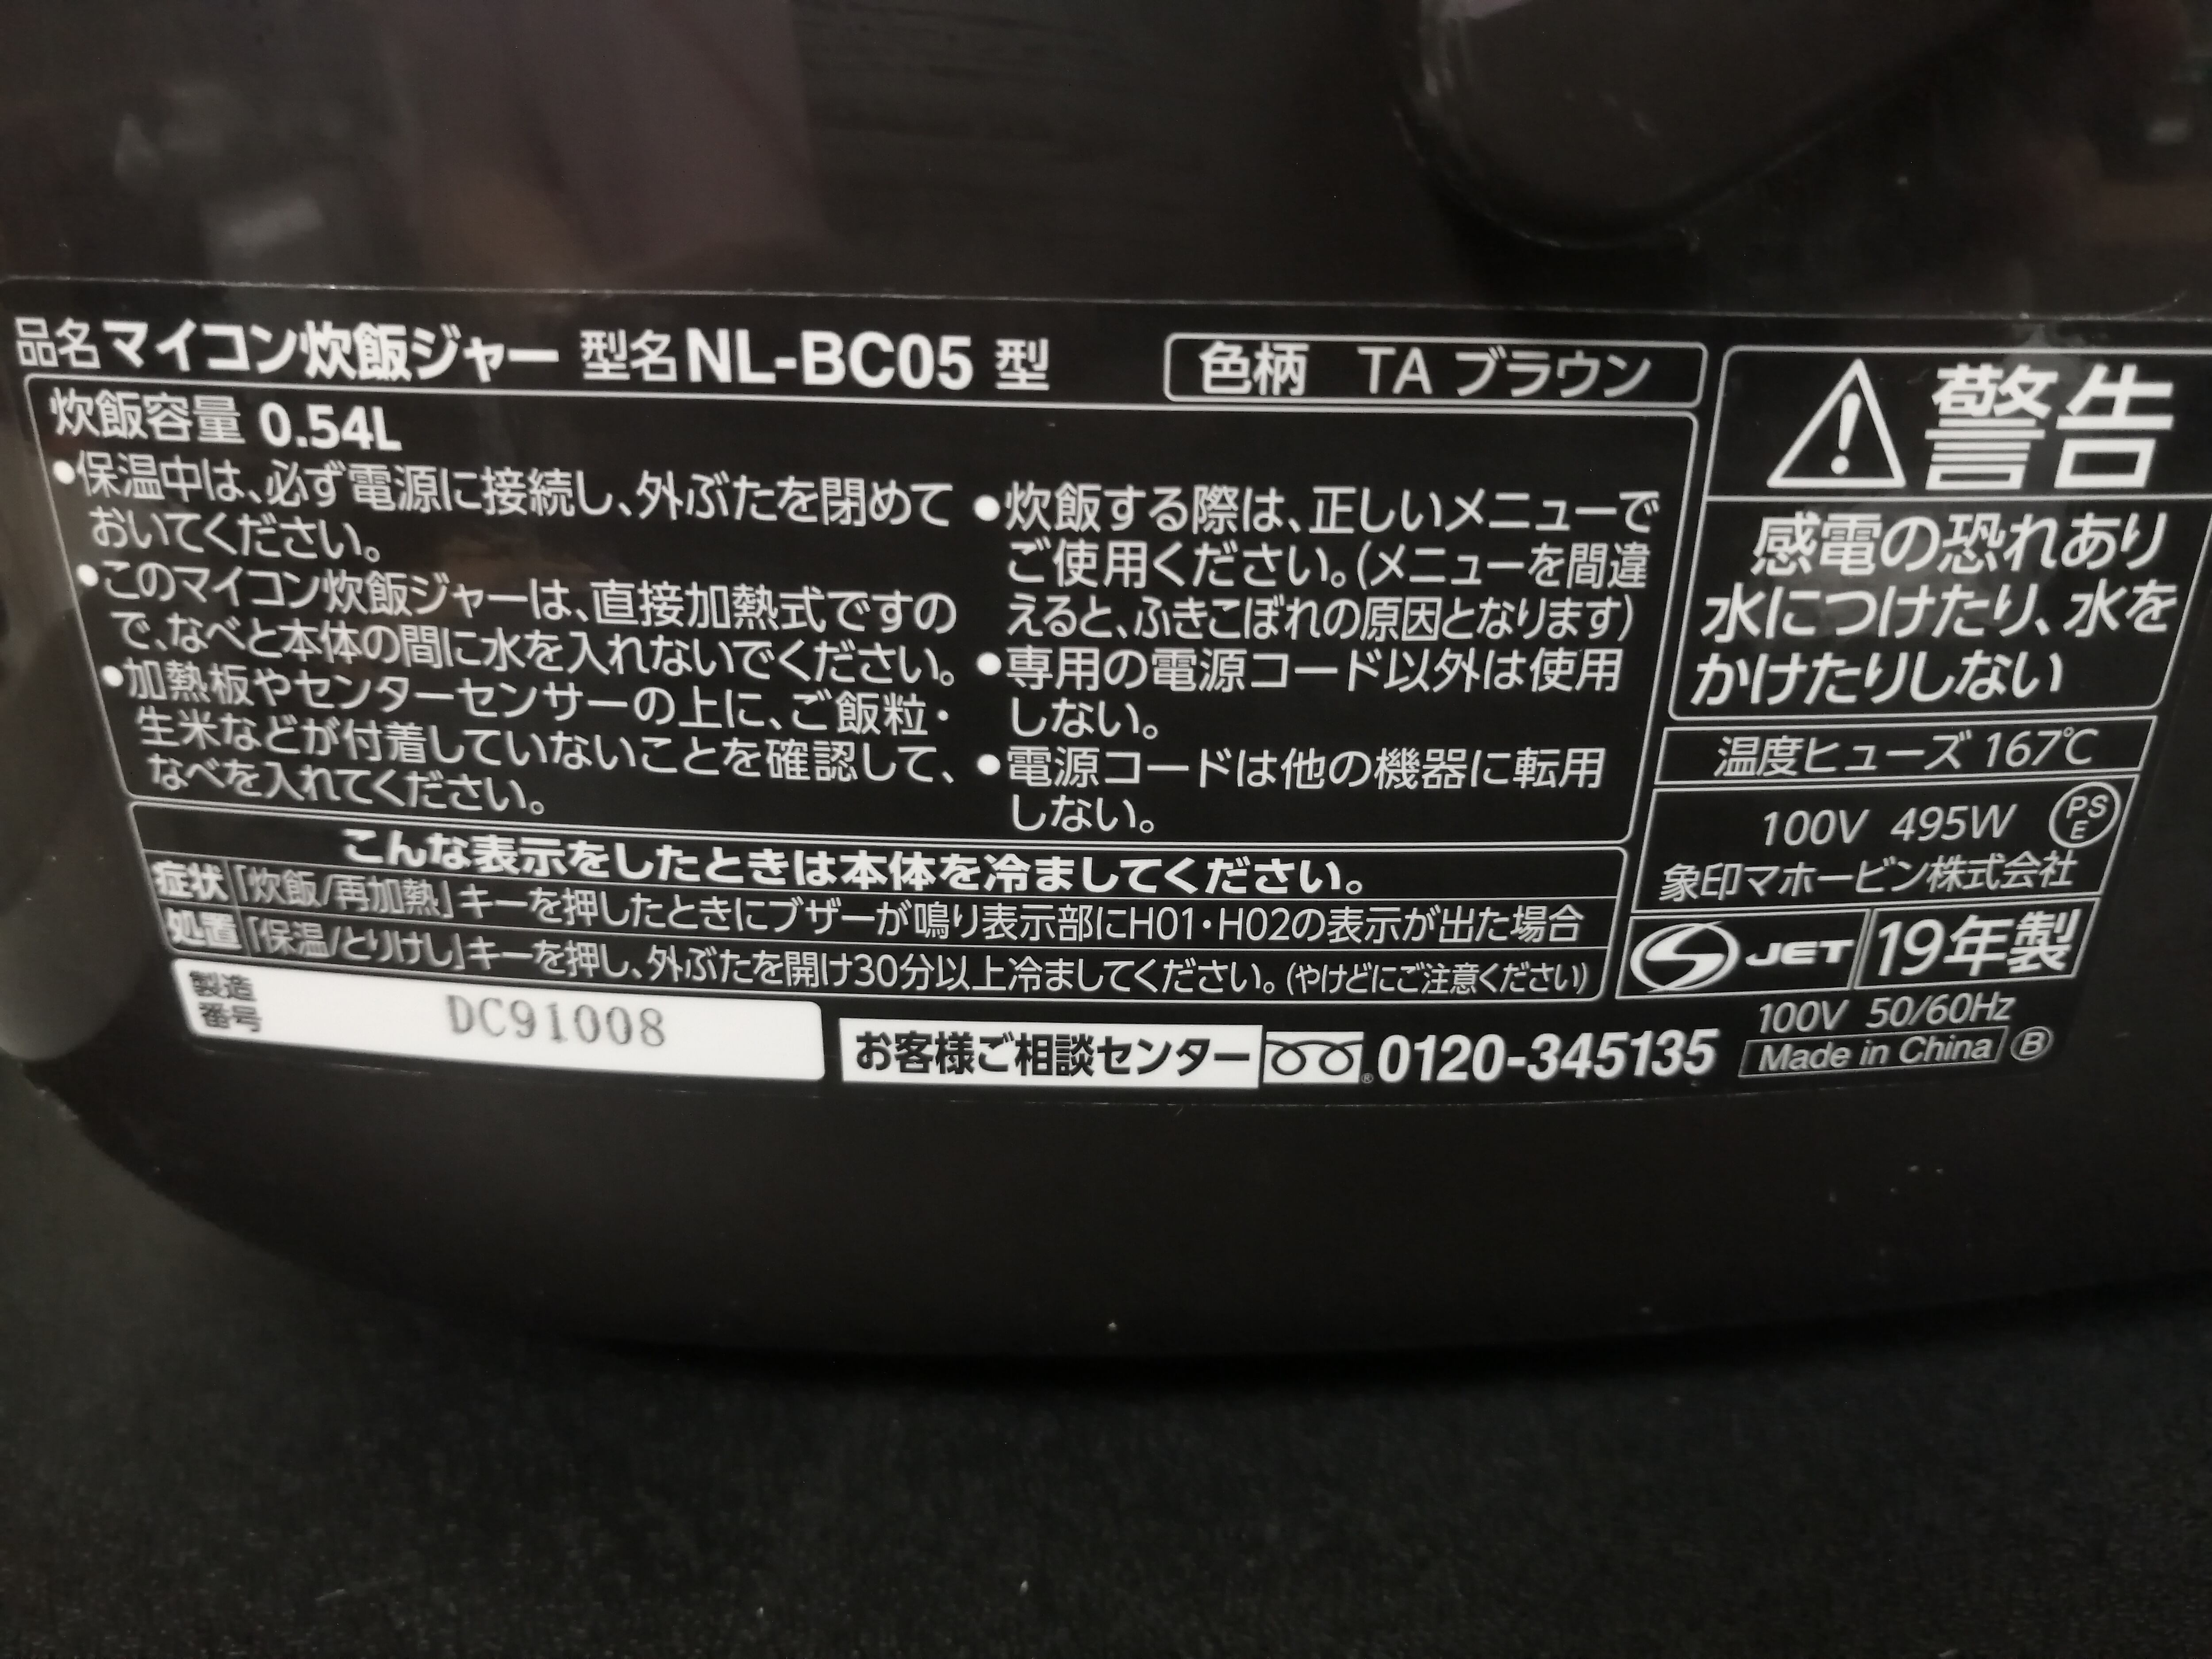 品名マイコン炊飯ジャー 型名NL-BC05 型
色柄 TA ブラウン
炊飯容量 0.54L
●保温中は、必ず電源に接続し、外ぶたを閉めて
おいてください。
●このマイコン炊飯ジャーは、直接加熱式ですの
で、なべと本体の間に水を入れないでください。
●加熱板やセンターセンサーの上に、ご飯粒・
生米などが付着していないことを確認して、
なべを入れてください。
●炊飯する際は、正しいメニューで
ご使用ください。(メニューを間違
えると、ふきこぼれの原因となります)
●専用の電源コード以外は使用
しない。
●電源コードは他の機器に転用
しない。
こんな表示をしたときは本体を冷ましてください。
症状 「炊飯/再加熱」キーを押したときにブザーが鳴り表示部にH01・H02の表示が出た場合
処置 「保温/とりけし」キーを押し、外ぶたを開け30分以上冷ましてください。(やけどにご注意ください)
製造
番号
DC91008
お客様ご相談センター 0120-345135
警告
感電の恐れあり
水につけたり、水を
かけたりしない
温度ヒューズ 167℃
100V 495W PSE
象印マホービン株式会社
S JET 19年製
100V 50/60Hz
Made in China B